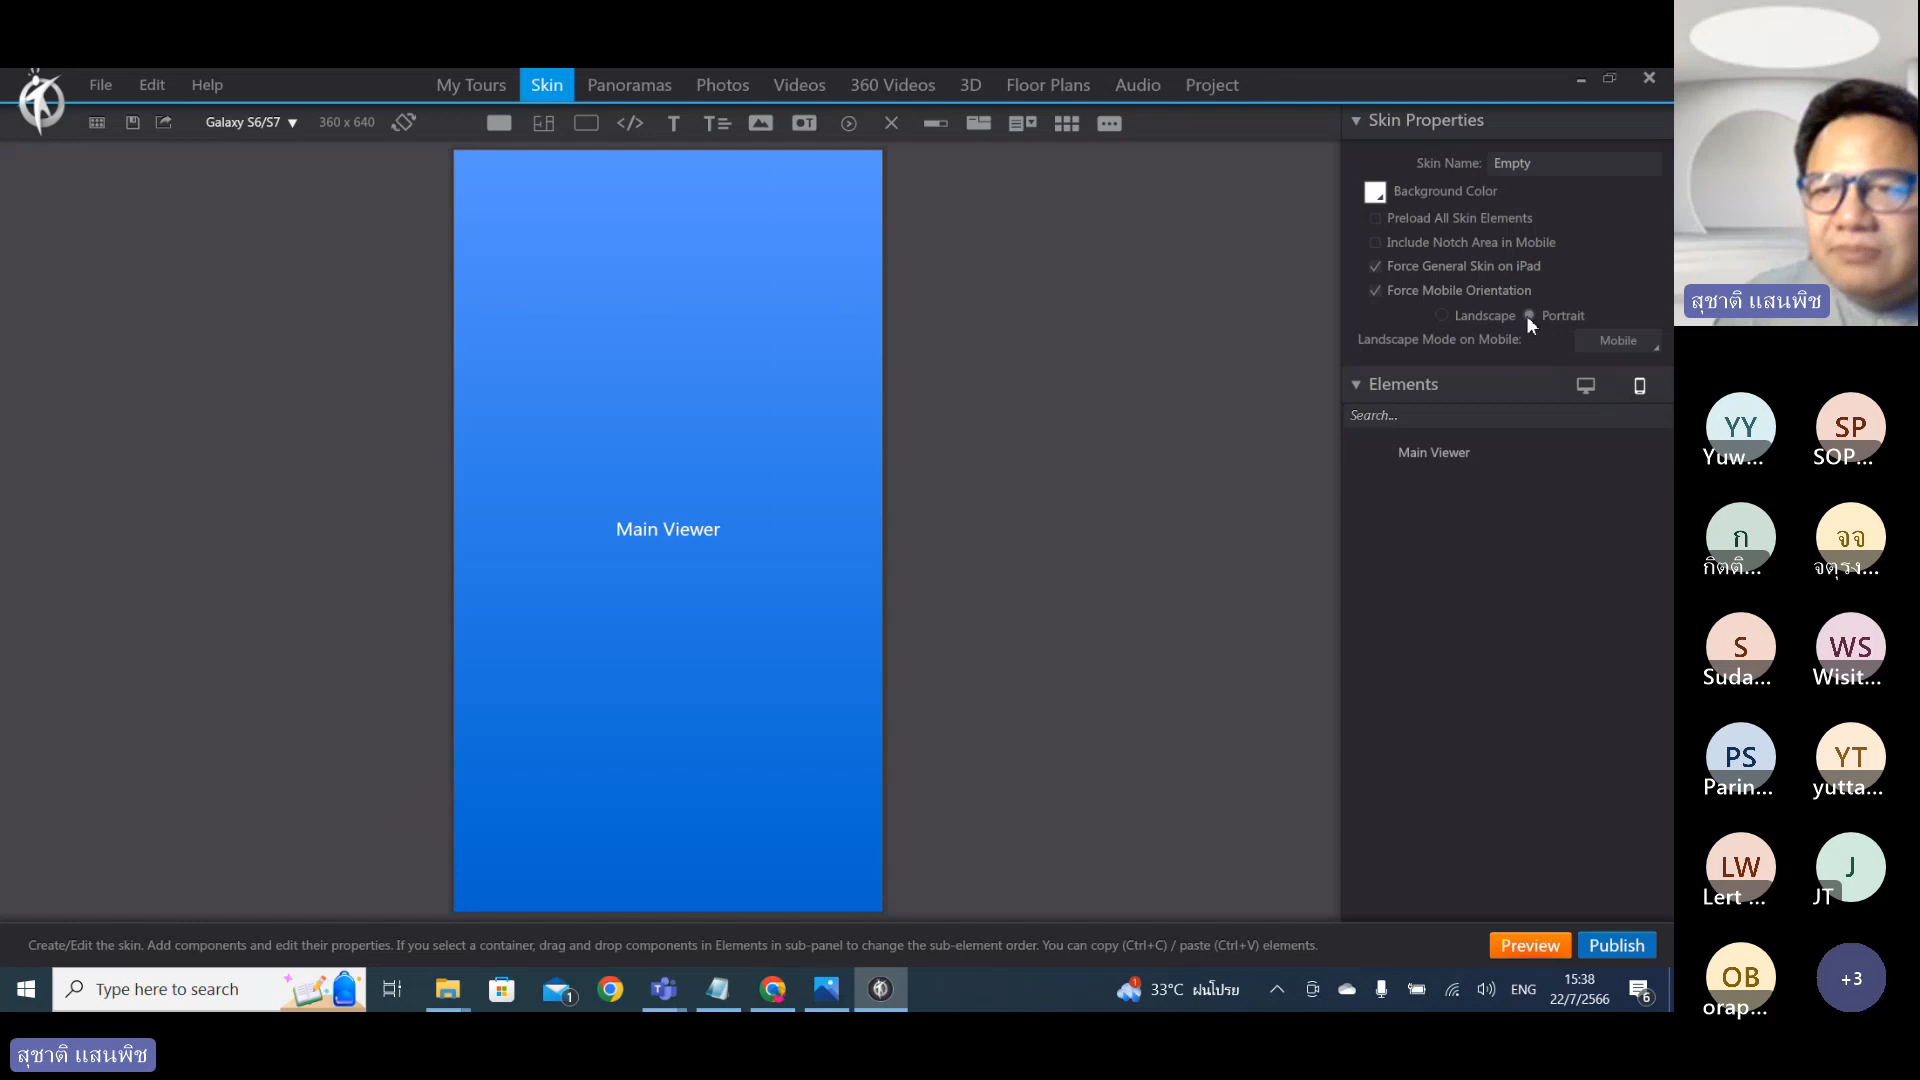 File Edit Help My Tours Skin Panoramas Photos Videos 360 Videos 3D Floor Plans Audio Project
Galaxy S6/S7 360 x 640
Skin Properties
Skin Name: Empty
Background Color
Preload All Skin Elements
Include Notch Area in Mobile
Force General Skin on iPad
Force Mobile Orientation
Landscape Portrait
Landscape Mode on Mobile: Mobile
Elements
Search...
Main Viewer
Main Viewer
Create/Edit the skin. Add components and edit their properties. If you select a container, drag and drop components in Elements in sub-panel to change the sub-element order. You can copy (Ctrl+C) / paste (Ctrl+V) elements.
Preview Publish
Type here to search
1
1
33°C ฝนโปรย
ENG
15:38
22/7/2566
6
สุชาติ แสนพิช
YY SP
Yuw... SOP...
ก จจ
กิตติ... จตุรง...
S WS
Suda... Wisit...
PS YT
Parin... yutta...
LW J
Lert ... JT
OB +3
orap...
สุชาติ แสนพิช